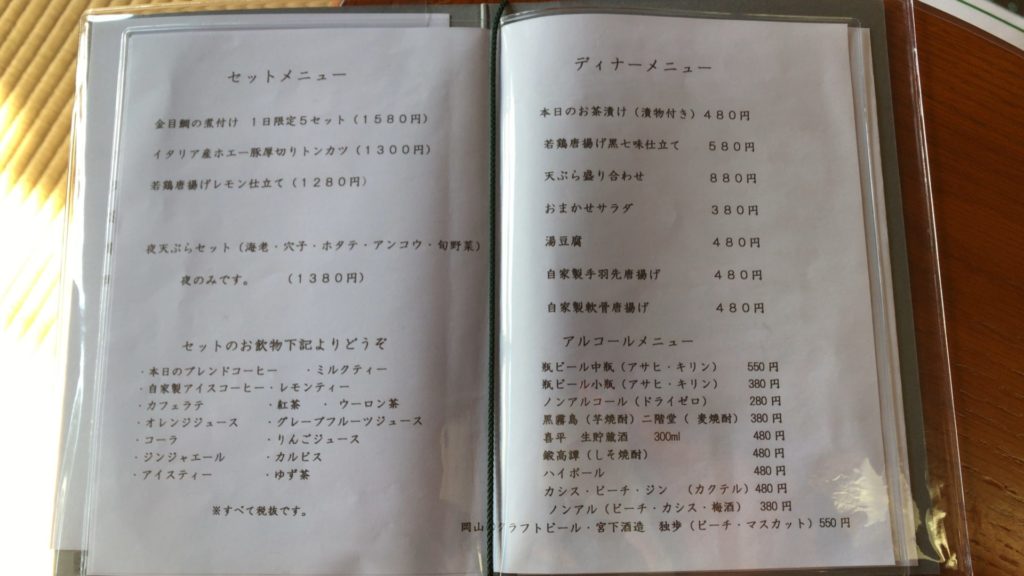 セットメニュー
金目鯛の煮付け 1日限定5セット(1580円)
イタリア産ホエー豚厚切りトンカツ(1300円)
若鶏唐揚げレモン仕立て(1280円)
夜天ぷらセット(海老・穴子・ホタテ・アンコウ・旬野菜)
夜のみです。 (1380円)
セットのお飲物下記よりどうぞ
・本日のブレンドコーヒー ・ミルクティー
・自家製アイスコーヒー・レモンティー
・カフェラテ ・紅茶 ・ウーロン茶
・オレンジジュース ・グレープフルーツジュース
・コーラ ・りんごジュース
・ジンジャエール ・カルピス
・アイスティー ・ゆず茶
※すべて税抜です。
ディナーメニュー
本日のお茶漬け(漬物付き)480円
若鶏唐揚げ黒七味仕立て 580円
天ぷら盛り合わせ 880円
おまかせサラダ 380円
湯豆腐 480円
自家製手羽先唐揚げ 480円
自家製軟骨唐揚げ 480円
アルコールメニュー
瓶ビール中瓶(アサヒ・キリン) 550円
瓶ビール小瓶(アサヒ・キリン) 380円
ノンアルコール(ドライゼロ) 280円
黒霧島(芋焼酎)二階堂(麦焼酎) 380円
喜平 生貯蔵酒 300ml 480円
鍛高譚(しそ焼酎) 480円
ハイボール 480円
カシス・ピーチ・ジン (カクテル)480円
ノンアル(ピーチ・カシス・梅酒) 380円
岡山 クラフトビール・宮下酒造 独歩(ピーチ・マスカット)550円